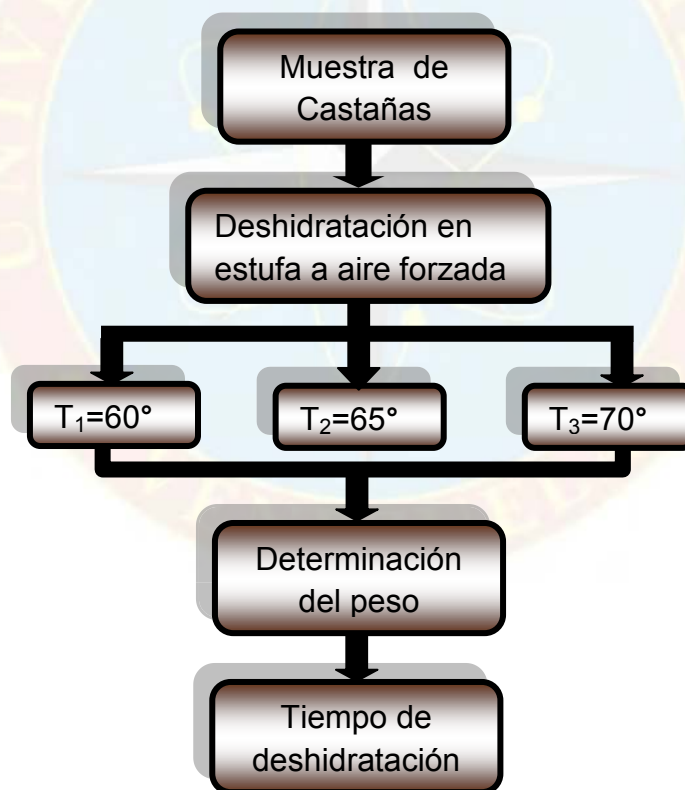 Muestra de
Castañas
Deshidratación en
estufa a aire forzada
T₁=60°
T₂=65°
T₃=70°
Determinación
del peso
Tiempo de
deshidratación